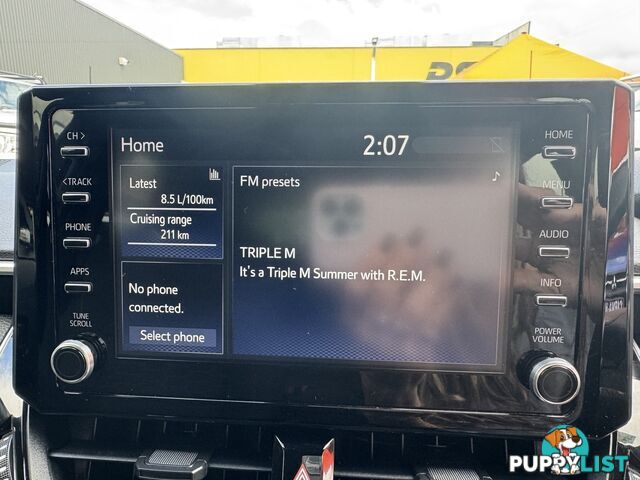 CH >
< TRACK
PHONE
APPS
TUNE
SCROLL
Home
2:07
Latest
8.5 L/100km
Cruising range
211 km
No phone
connected.
Select phone
FM presets
TRIPLE M
It's a Triple M Summer with R.E.M.
HOME
MENU
AUDIO
INFO
POWER
VOLUME
PUPPYLIST